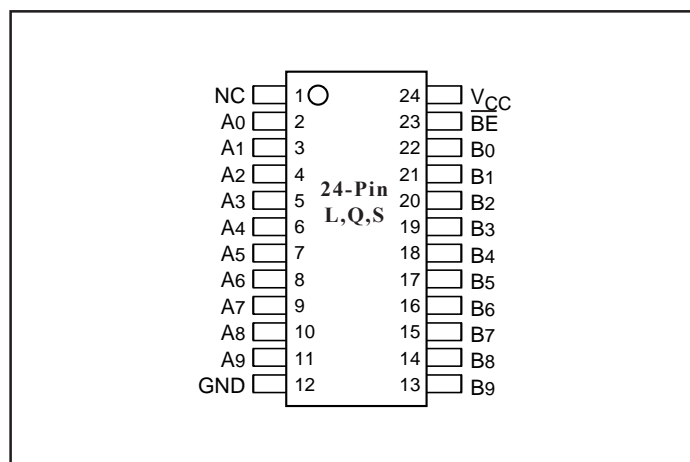 NC 1 24 VCC
A0 2 23 BE
A1 3 22 B0
A2 4 21 B1
A3 5 20 B2
A4 6 19 B3
A5 7 18 B4
A6 8 17 B5
A7 9 16 B6
A8 10 15 B7
A9 11 14 B8
GND 12 13 B9
24-Pin
L,Q,S